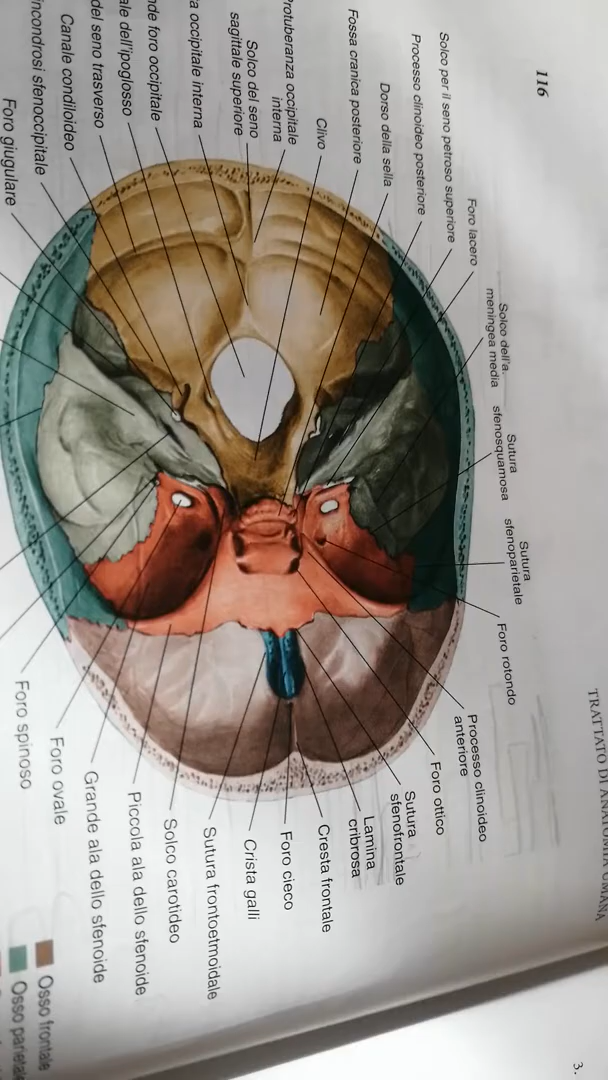 116
TRATTATO DI ANATOMIA UMANA
Solco per il seno petroso superiore
Processo clinoideo posteriore
Fossa cranica posteriore
Dorso della sella
Clivo
Protuberanza occipitale
interna
Solco del seno
sagittale superiore
occipitale interna
foro occipitale
dell'ipoglosso
del seno trasverso
Canale condiloideo
sfenoccipitale
Foro giugulare
Foro lacero
Solco dell'a.
meningea media
Sutura
sfenosquamosa
Sutura
sfenoparietale
Foro rotondo
Processo clinoideo
anteriore
Foro ottico
Sutura
sfenofrontale
Lamina
cribrosa
Cresta frontale
Foro cieco
Crista galli
Sutura frontoetmoidale
Solco carotideo
Piccola ala dello sfenoide
Grande ala dello sfenoide
Foro ovale
Foro spinoso
Osso frontale
Osso parietale
3.